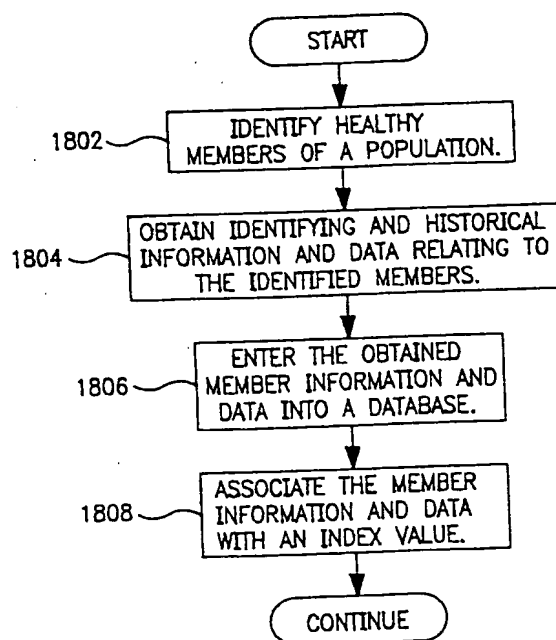 START
1802
IDENTIFY HEALTHY
MEMBERS OF A POPULATION.
1804
OBTAIN IDENTIFYING AND HISTORICAL
INFORMATION AND DATA RELATING TO
THE IDENTIFIED MEMBERS.
1806
ENTER THE OBTAINED
MEMBER INFORMATION AND
DATA INTO A DATABASE.
1808
ASSOCIATE THE MEMBER
INFORMATION AND DATA
WITH AN INDEX VALUE.
CONTINUE